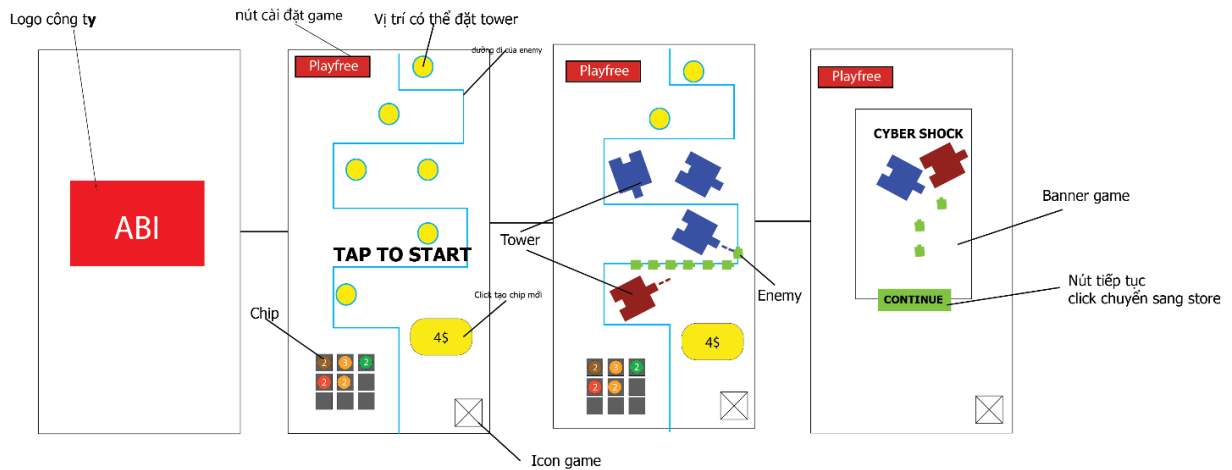 Logo công ty
nút cài đặt game
Vị trí có thể đặt tower
đường đi của enemy
ABI
Playfree
TAP TO START
Click tạo chip mới
4$
Chip
2 3 2
2 2
Icon game
Playfree
Tower
Enemy
4$
2 3 2
2 2
Playfree
CYBER SHOCK
Banner game
CONTINUE
Nút tiếp tục
click chuyển sang store